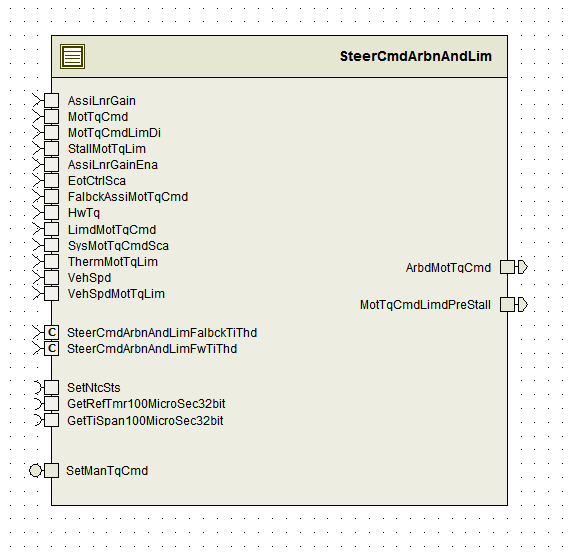 SteerCmdArbnAndLim
AssiLnrGain
MotTqCmd
MotTqCmdLimDi
StallMotTqLim
AssiLnrGainEna
EotCtrlSca
FalbckAssiMotTqCmd
HwTq
LimdMotTqCmd
SysMotTqCmdSca
ThermMotTqLim
VehSpd
VehSpdMotTqLim
ArbdMotTqCmd
MotTqCmdLimdPreStall
C SteerCmdArbnAndLimFalbckTiThd
C SteerCmdArbnAndLimFwTiThd
SetNtcSts
GetRefTmr100MicroSec32bit
GetTiSpan100MicroSec32bit
SetManTqCmd